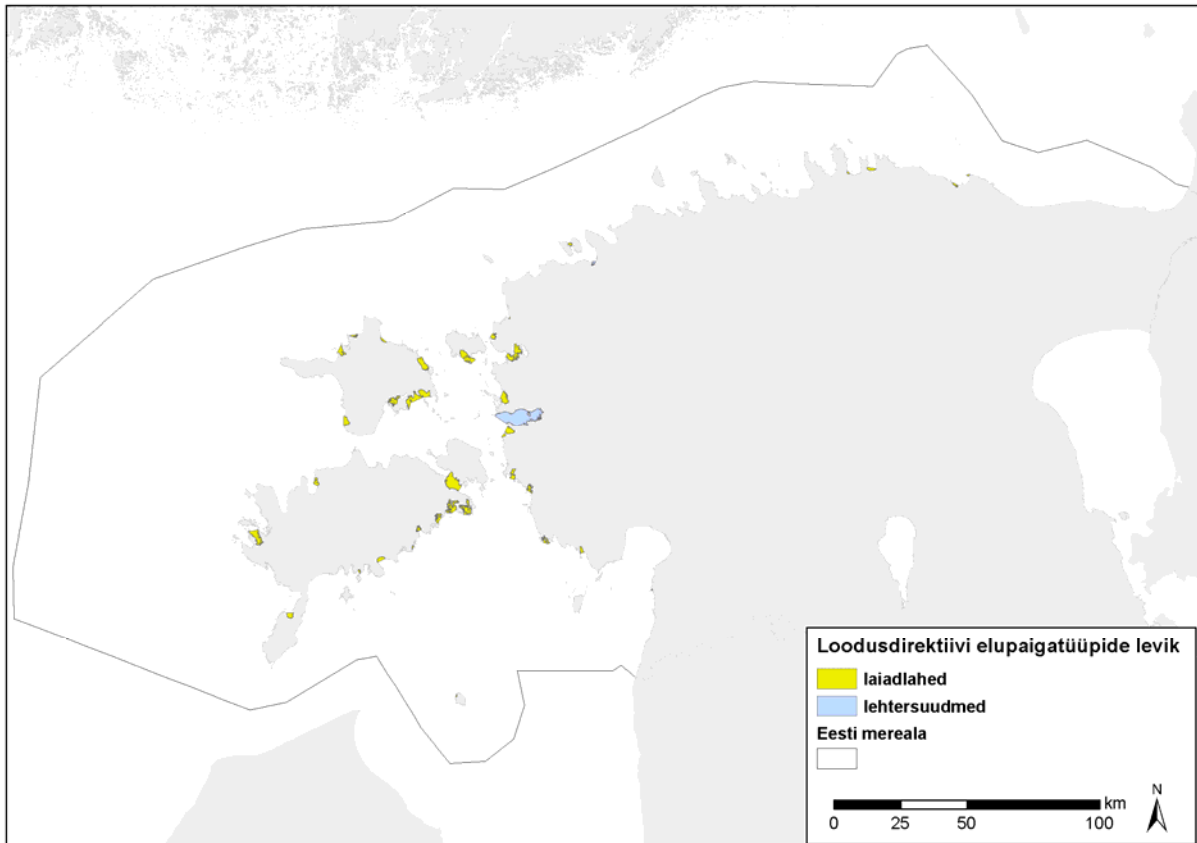 Loodusdirektiivi elupaigatüüpide levik
laiadlahed
lehtersuudmed
Eesti mereala
km
0 25 50 100
N